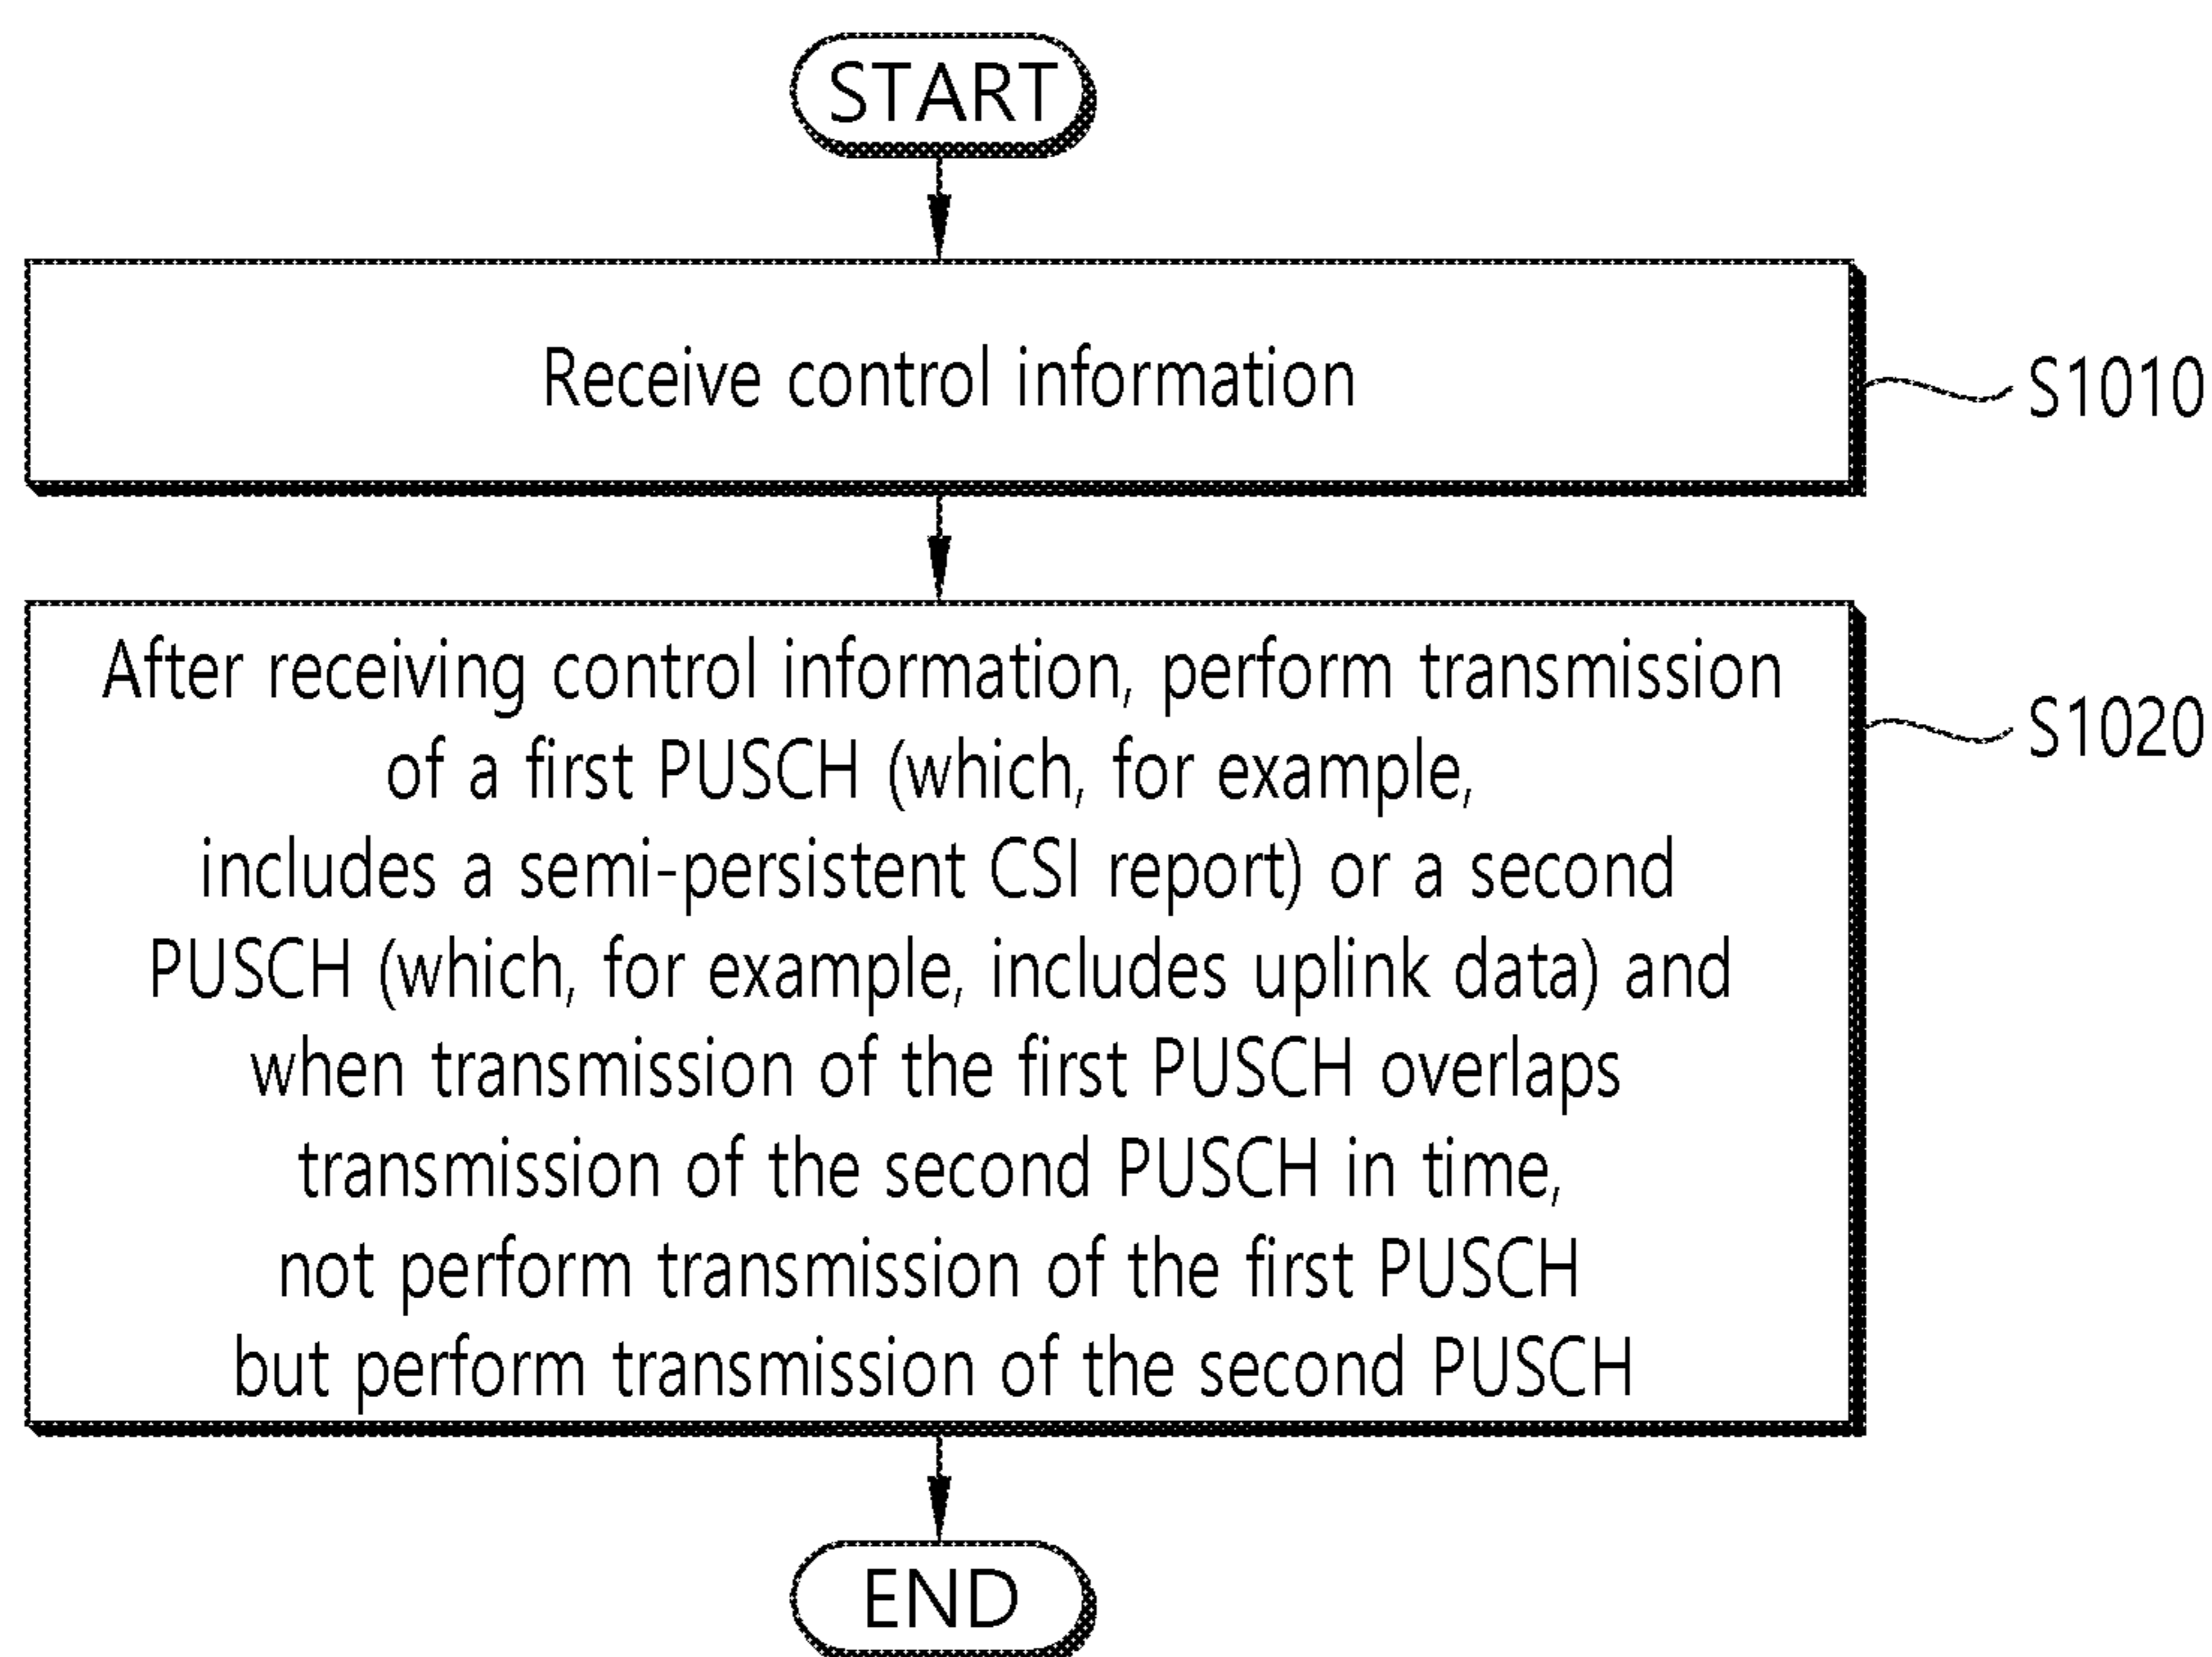 START
Receive control information
S1010
After receiving control information, perform transmission
of a first PUSCH (which, for example,
includes a semi-persistent CSI report) or a second
PUSCH (which, for example, includes uplink data) and
when transmission of the first PUSCH overlaps
transmission of the second PUSCH in time,
not perform transmission of the first PUSCH
but perform transmission of the second PUSCH
S1020
END